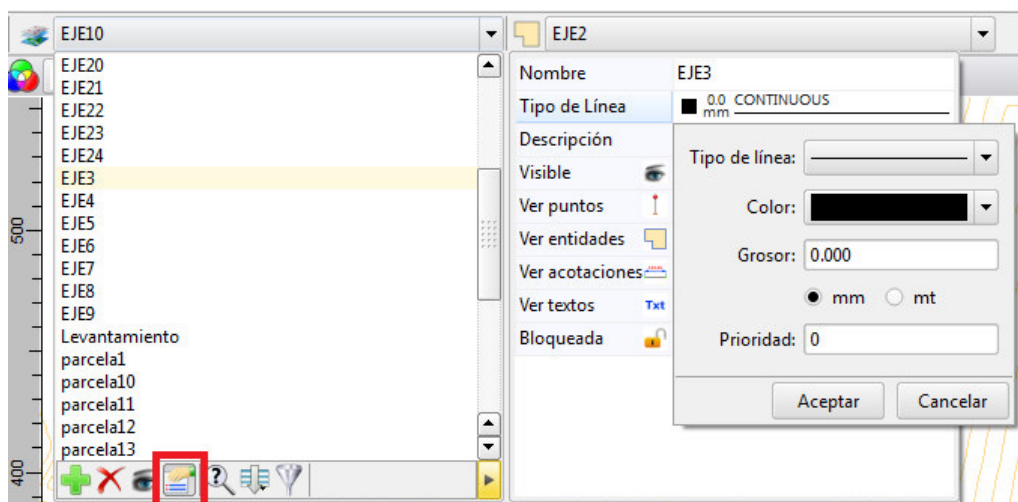 EJE10
EJE20
EJE21
EJE22
EJE23
EJE24
EJE3
EJE4
EJE5
EJE6
EJE7
EJE8
EJE9
Levantamiento
parcela1
parcela10
parcela11
parcela12
parcela13
500
400
EJE2
Nombre EJE3
Tipo de Línea 0.0 mm CONTINUOUS
Descripción
Visible
Ver puntos
Ver entidades
Ver acotaciones
Ver textos Txt
Bloqueada
Tipo de línea:
Color:
Grosor: 0.000
mm mt
Prioridad: 0
Aceptar Cancelar